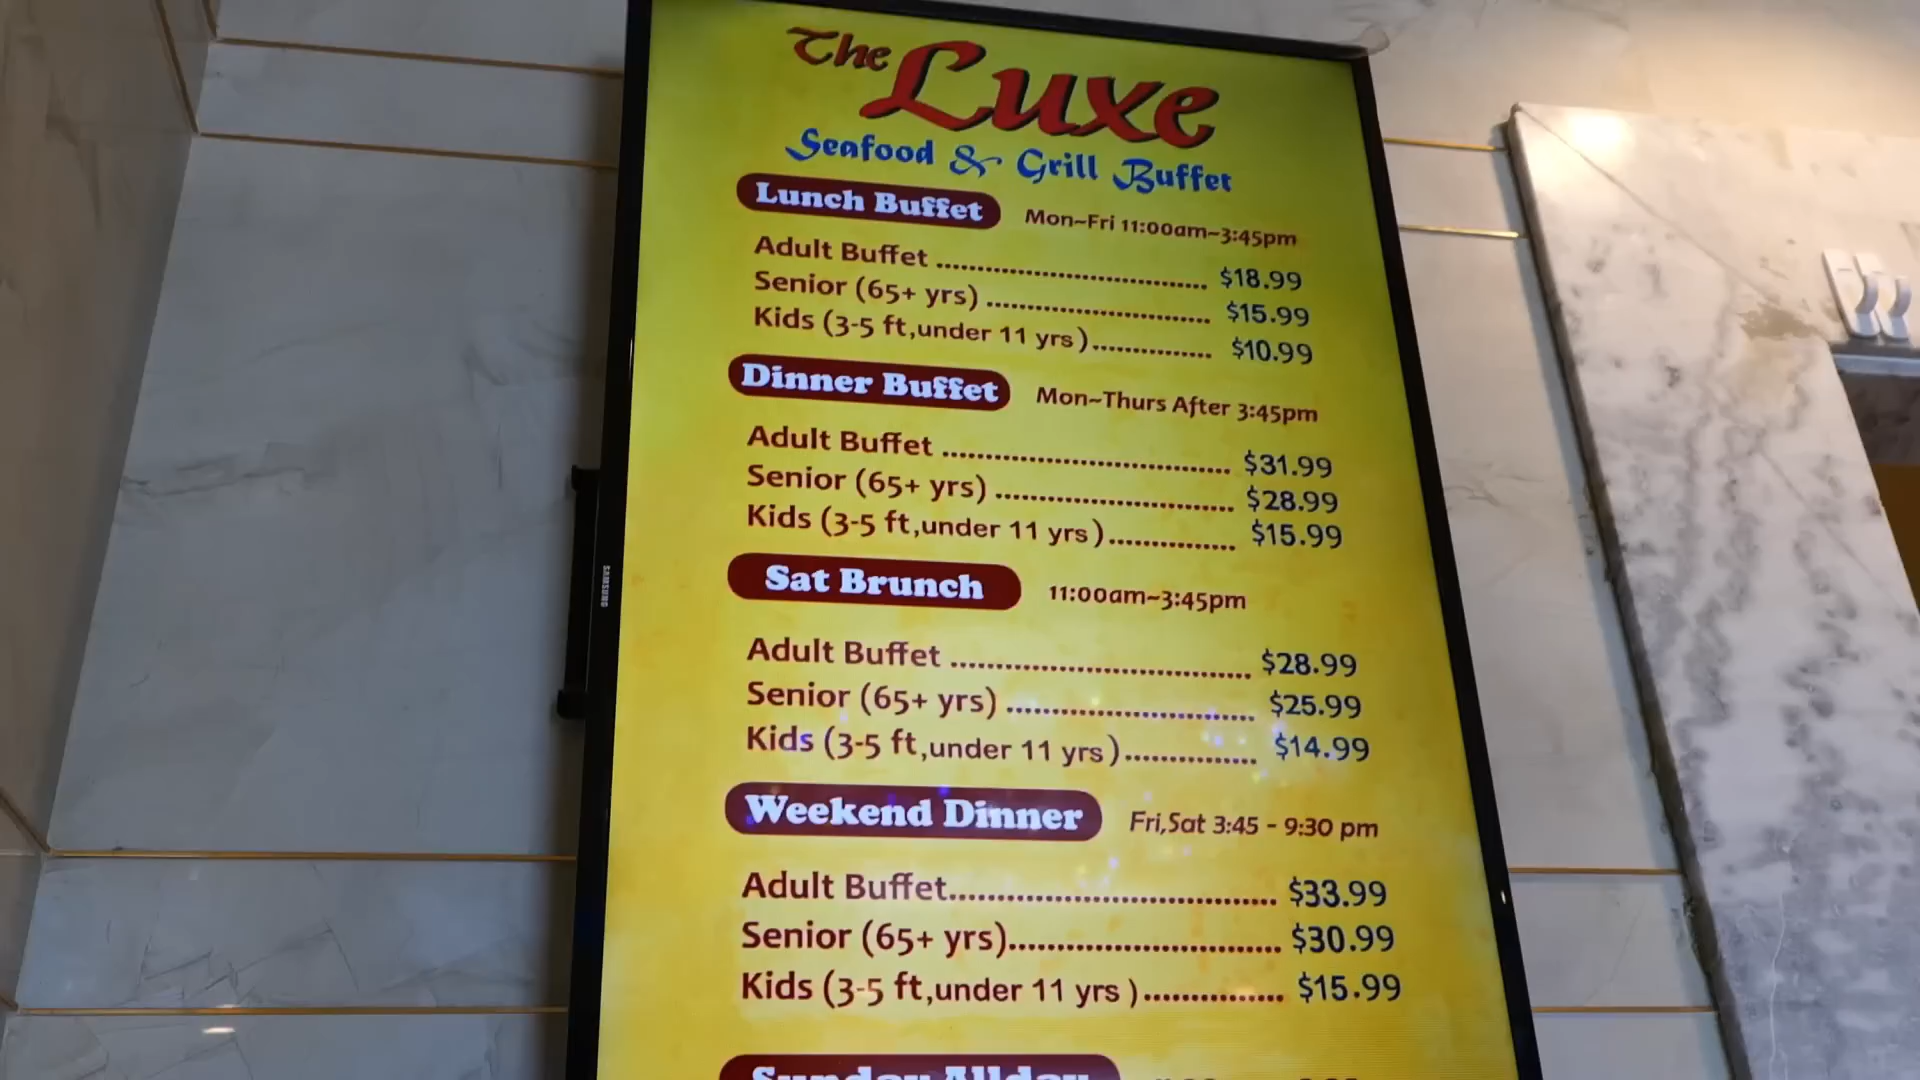 The Luxe
Seafood & Grill Buffet
Lunch Buffet Mon~Fri 11:00am~3:45pm
Adult Buffet ................................ $18.99
Senior (65+ yrs) .......................... $15.99
Kids (3-5 ft,under 11 yrs).............. $10.99
Dinner Buffet Mon~Thurs After 3:45pm
Adult Buffet ................................ $31.99
Senior (65+ yrs) .......................... $28.99
Kids (3-5 ft,under 11 yrs).............. $15.99
Sat Brunch 11:00am~3:45pm
Adult Buffet ................................ $28.99
Senior (65+ yrs) .......................... $25.99
Kids (3-5 ft,under 11 yrs).............. $14.99
Weekend Dinner Fri,Sat 3:45 - 9:30 pm
Adult Buffet................................ $33.99
Senior (65+ yrs).......................... $30.99
Kids (3-5 ft,under 11 yrs )............... $15.99
Sunday Allday
SAMSUNG